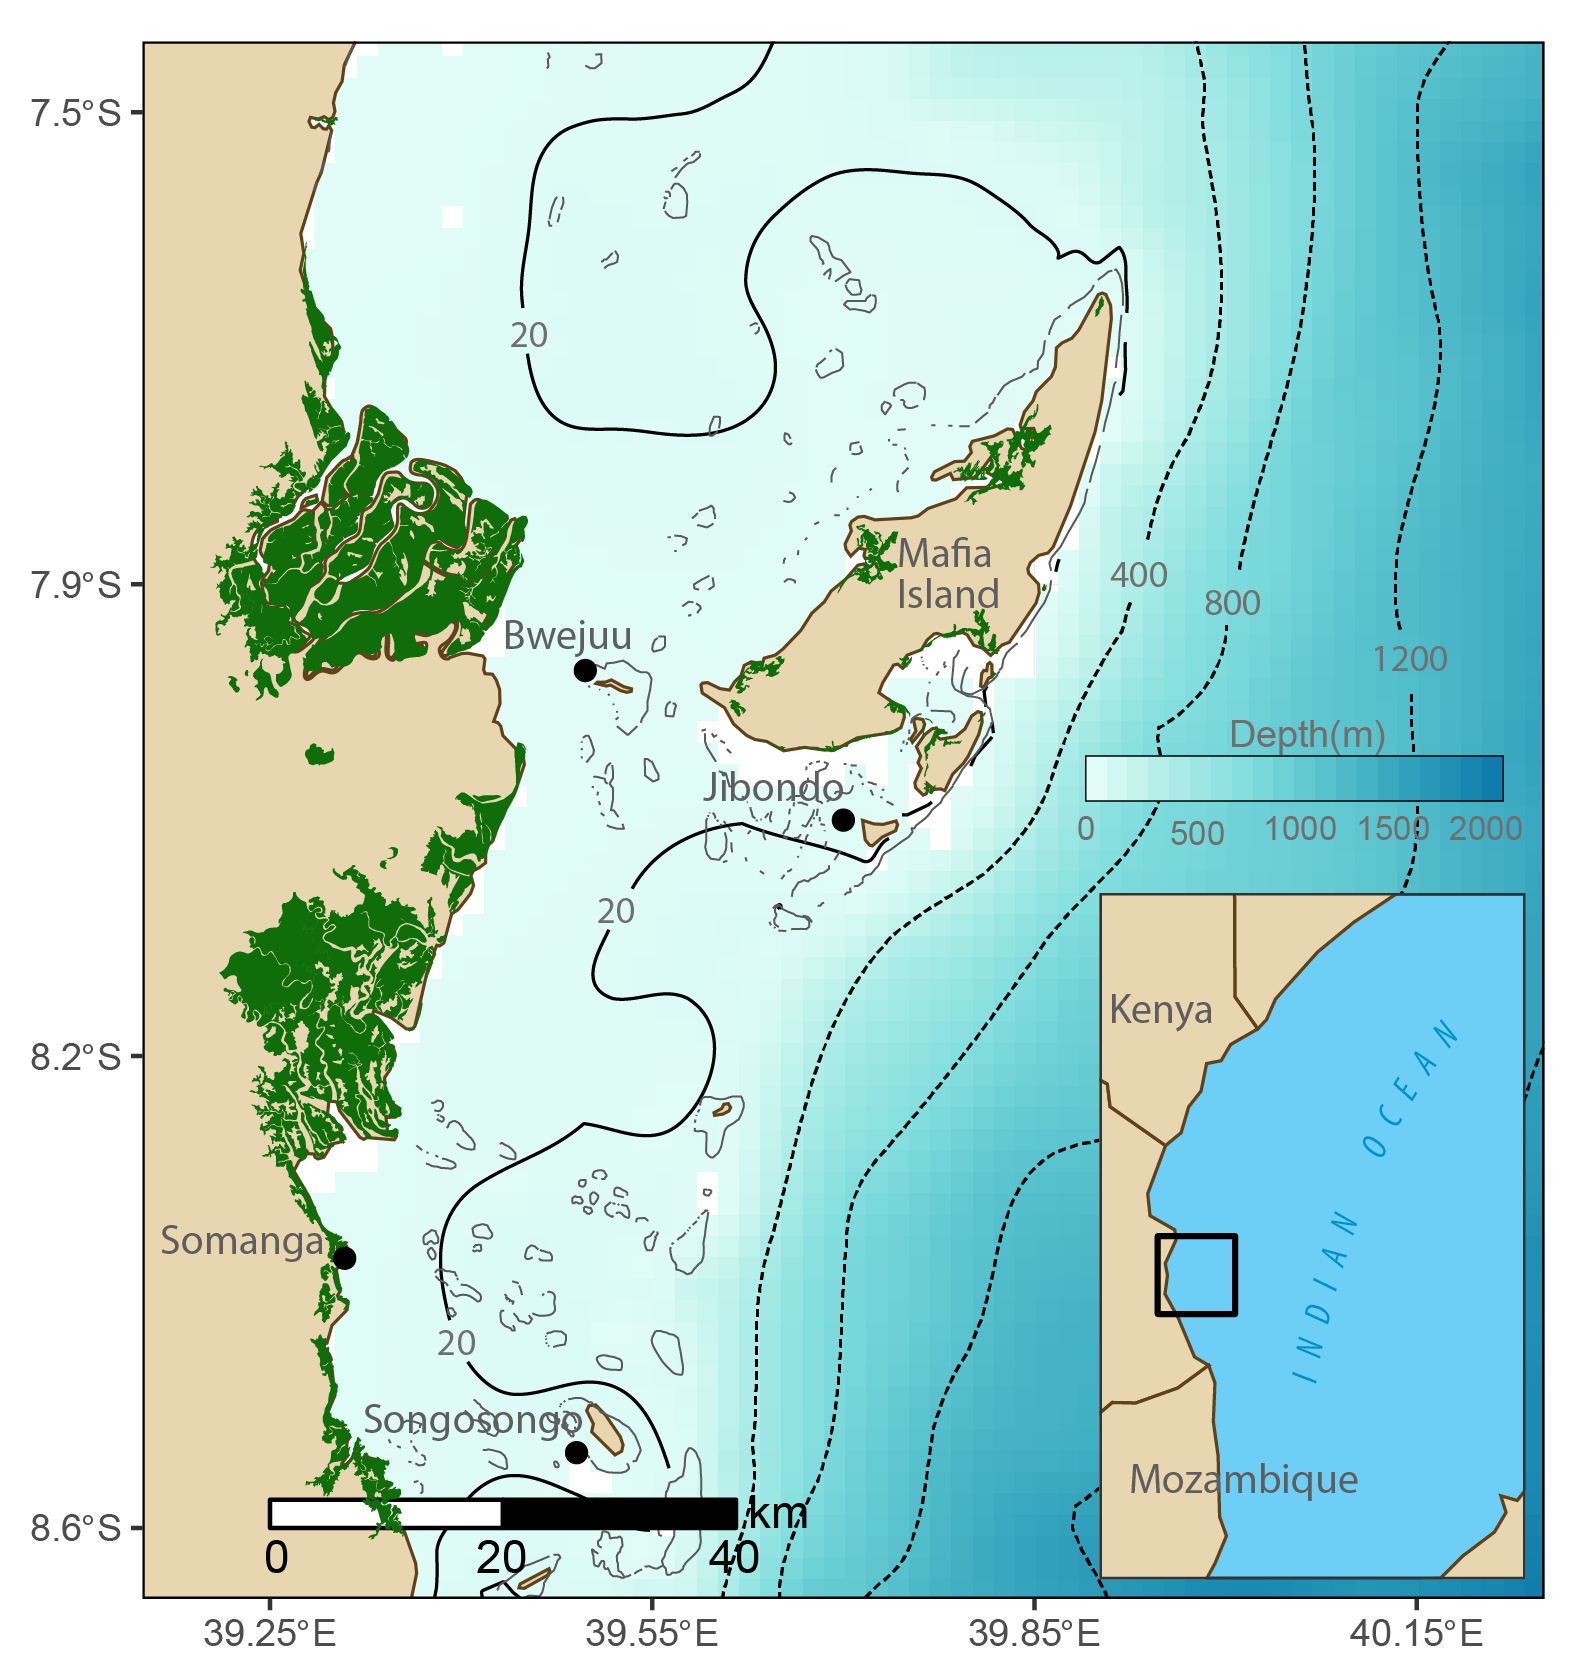 7.5°S
20
Mafia
Island
400
7.9°S
800
Bwejuu
1200
Depth(m)
Jibondo
0
500
1000
1500
2000
20
Kenya
INDIAN OCEAN
8.2°S
Somanga
20
Songosongo
Mozambique
km
8.6°S
0
20
40
39.25°E
39.55°E
39.85°E
40.15°E